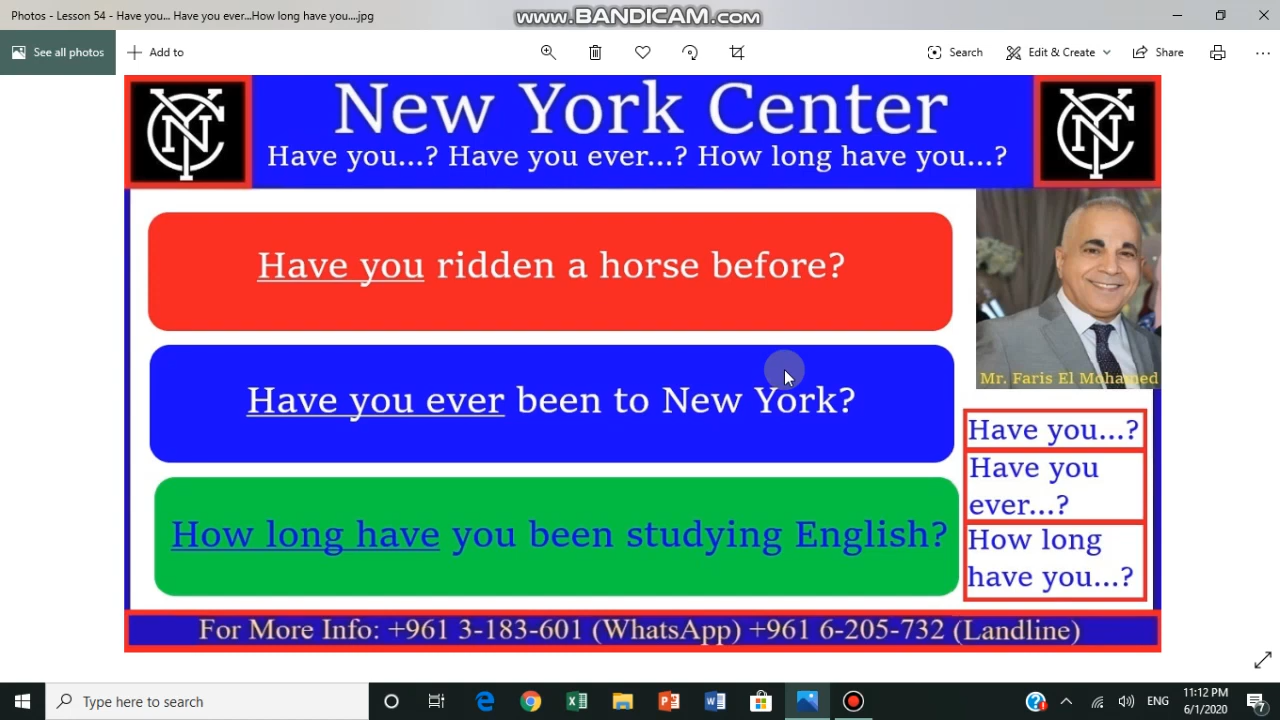 Photos - Lesson 54 - Have you... Have you ever...How long have you....jpg
www.BANDICAM.com
See all photos
Add to
Search
Edit & Create
Share
New York Center
Have you...? Have you ever...? How long have you...?
NYC
NYC
Have you ridden a horse before?
Mr. Faris El Mohamed
Have you ever been to New York?
How long have you been studying English?
Have you...?
Have you
ever...?
How long
have you...?
For More Info: +961 3-183-601 (WhatsApp) +961 6-205-732 (Landline)
Type here to search
ENG
11:12 PM
6/1/2020
7